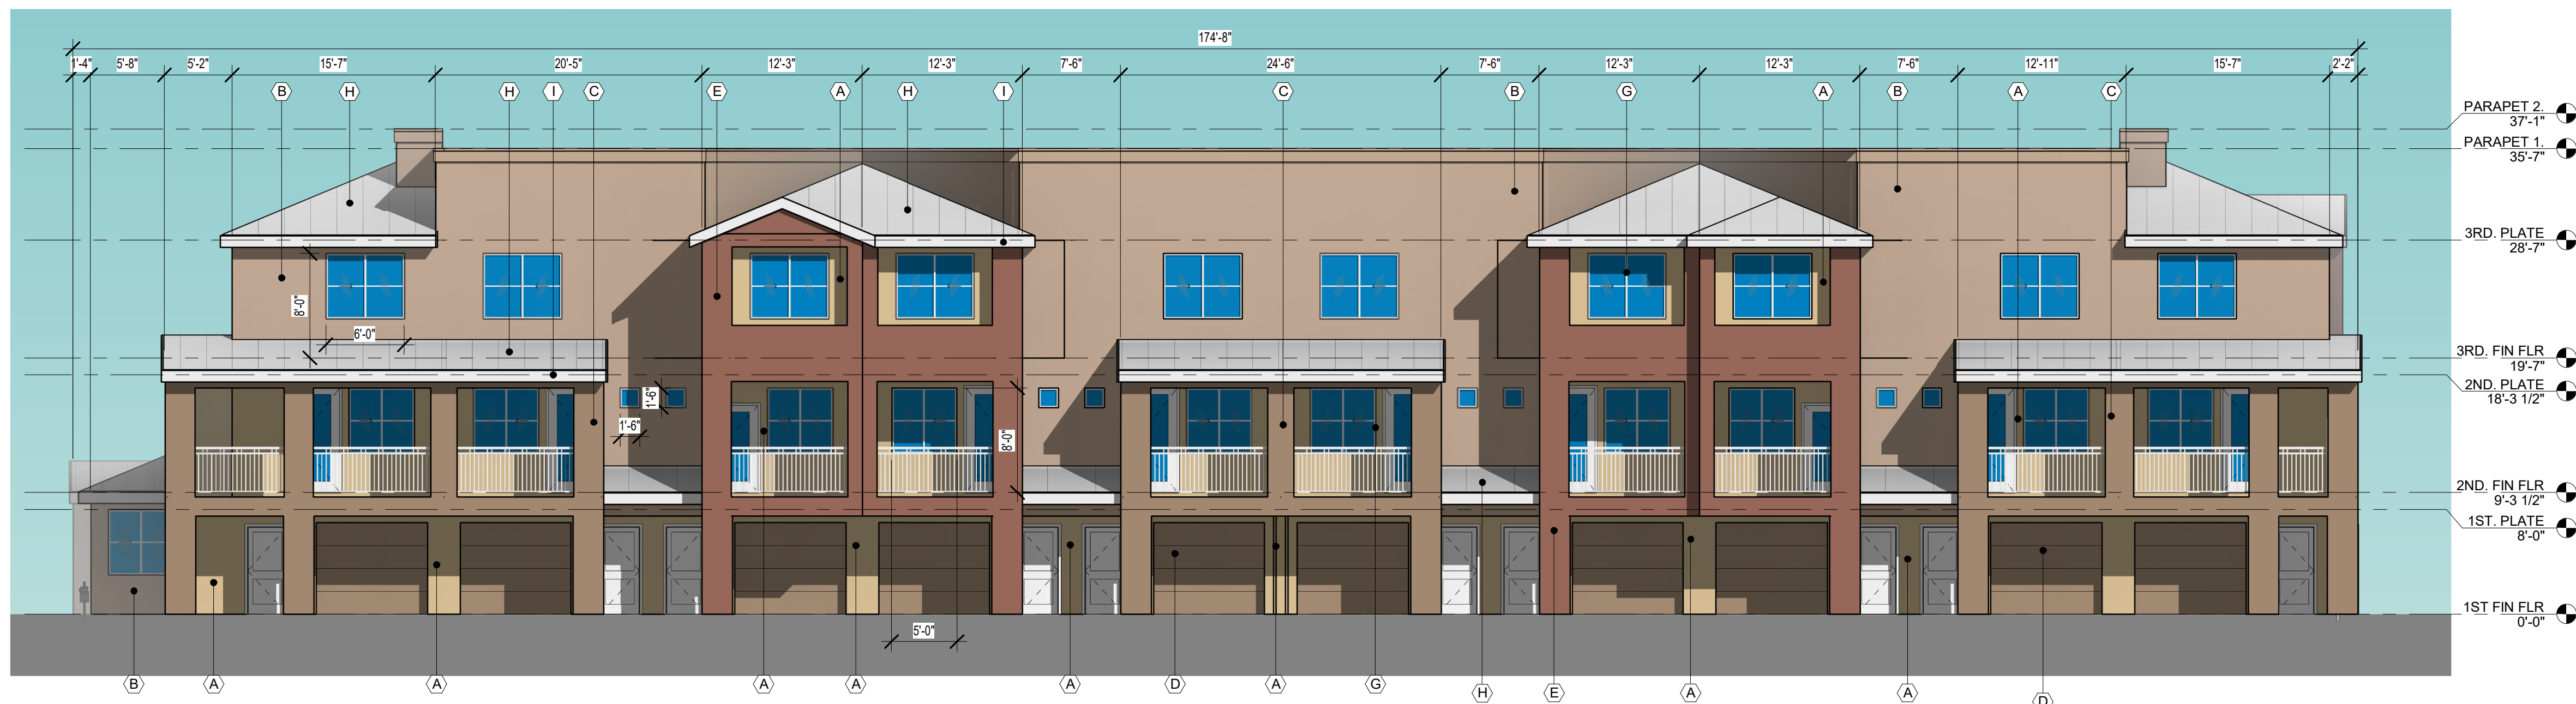 174'-8"
1'-4" 5'-8" 5'-2" 15'-7" 20'-5" 12'-3" 12'-3" 7'-6" 24'-6" 7'-6" 12'-3" 12'-3" 7'-6" 12'-11" 15'-7" 2'-2"
B H H I C E A H I C B G A B A C
PARAPET 2.
37'-1"
PARAPET 1.
35'-7"
3RD. PLATE
28'-7"
8'-0"
6'-0"
3RD. FIN FLR
19'-7"
2ND. PLATE
18'-3 1/2"
1'-6"
1'-6"
8'-0"
2ND. FIN FLR
9'-3 1/2"
1ST. PLATE
8'-0"
1ST FIN FLR
0'-0"
5'-0"
B A A A A A D A G H E A A D